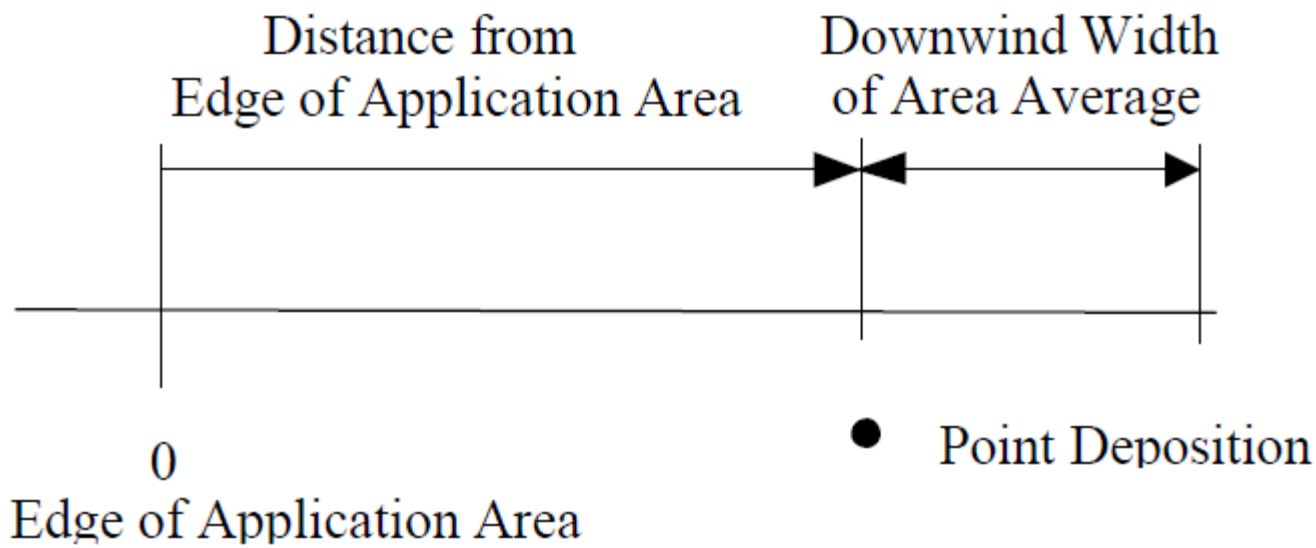 Distance from
Edge of Application Area
Downwind Width
of Area Average
Point Deposition
0
Edge of Application Area